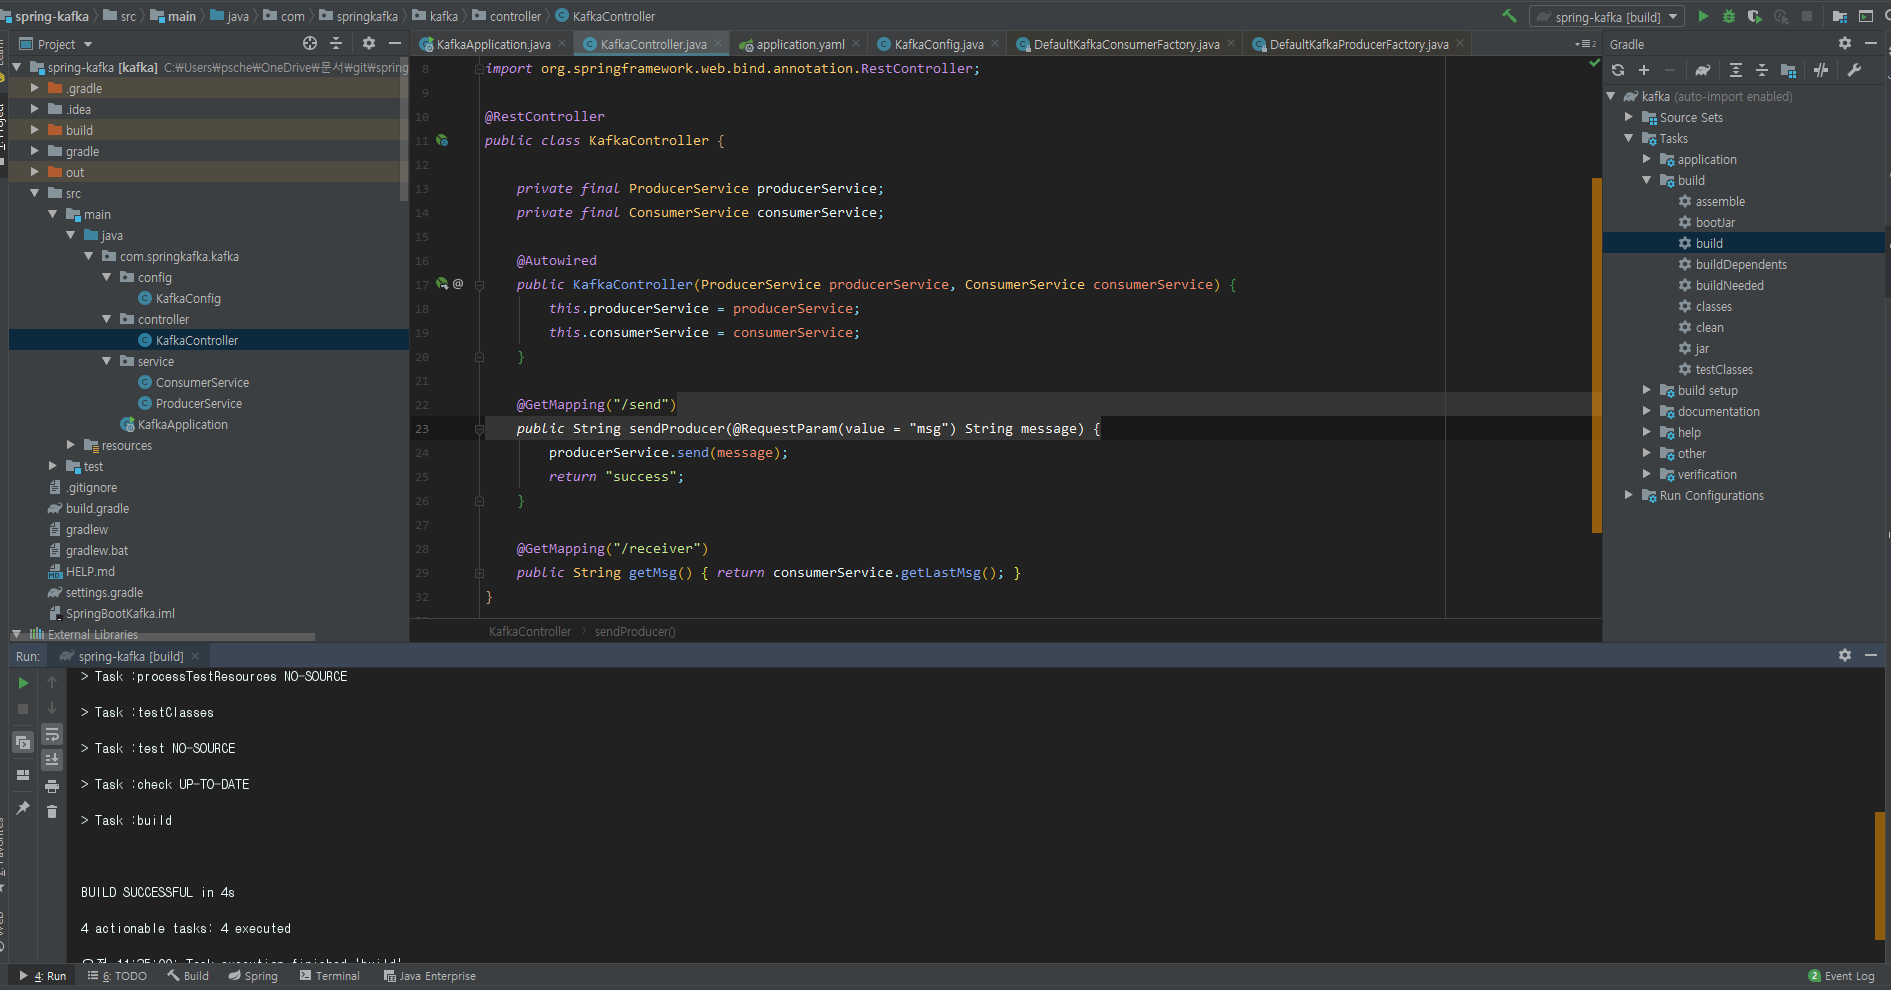 spring-kafka src main java com springkafka kafka controller KafkaController
spring-kafka [build]
Project
KafkaApplication.java KafkaController.java application.yaml KafkaConfig.java DefaultKafkaConsumerFactory.java DefaultKafkaProducerFactory.java
2
spring-kafka [kafka] C:₩Users₩psche₩OneDrive₩문서₩git₩spring
.gradle
.idea
build
gradle
out
src
main
java
com.springkafka.kafka
config
KafkaConfig
controller
KafkaController
service
ConsumerService
ProducerService
KafkaApplication
resources
test
.gitignore
build.gradle
gradlew
gradlew.bat
HELP.md
settings.gradle
SpringBootKafka.iml
External Libraries
8 import org.springframework.web.bind.annotation.RestController;
9
10 @RestController
11 public class KafkaController {
12
13 private final ProducerService producerService;
14 private final ConsumerService consumerService;
15
16 @Autowired
17 @ public KafkaController(ProducerService producerService, ConsumerService consumerService) {
18 this.producerService = producerService;
19 this.consumerService = consumerService;
20 }
21
22 @GetMapping("/send")
23 public String sendProducer(@RequestParam(value = "msg") String message) {
24 producerService.send(message);
25 return "success";
26 }
27
28 @GetMapping("/receiver")
29 public String getMsg() { return consumerService.getLastMsg(); }
32 }
KafkaController sendProducer()
Gradle
kafka (auto-import enabled)
Source Sets
Tasks
application
build
assemble
bootJar
build
buildDependents
buildNeeded
classes
clean
jar
testClasses
build setup
documentation
help
other
verification
Run Configurations
Run: spring-kafka [build]
> Task :processTestResources NO-SOURCE
> Task :testClasses
> Task :test NO-SOURCE
> Task :check UP-TO-DATE
> Task :build
BUILD SUCCESSFUL in 4s
4 actionable tasks: 4 executed
4: Run 6: TODO Build Spring Terminal Java Enterprise
2 Event Log